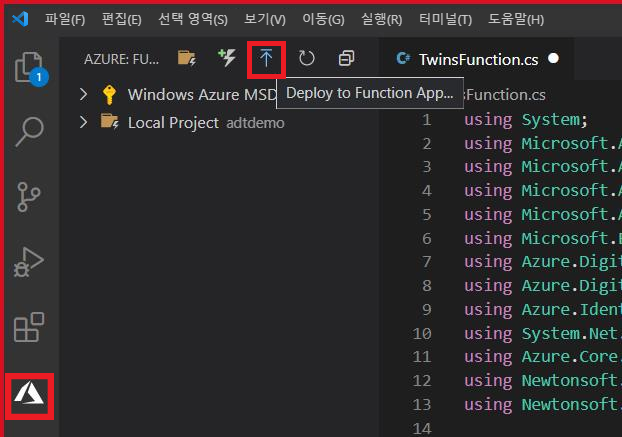 파일(F) 편집(E) 선택 영역(S) 보기(V) 이동(G) 실행(R) 터미널(T) 도움말(H)
AZURE: FU...
C# TwinsFunction.cs
Deploy to Function App...
1
Windows Azure MSD
Local Project adtdemo
sFunction.cs
1 using System;
2 using Microsoft.A
3 using Microsoft.A
4 using Microsoft.A
5 using Microsoft.A
6 using Microsoft.E
7 using Azure.Digit
8 using Azure.Digit
9 using Azure.Ident
10 using System.Net.
11 using Azure.Core.
12 using Newtonsoft.
13 using Newtonsoft.
14